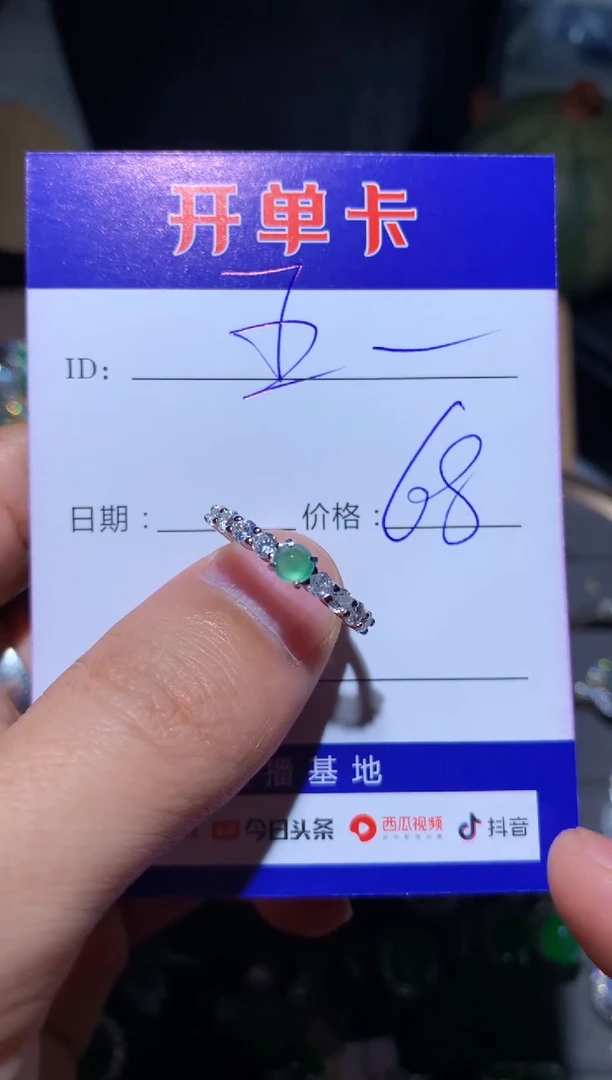 开单卡
ID： 五一
日期： 价格：68
播基地
今日头条 西瓜视频 抖音